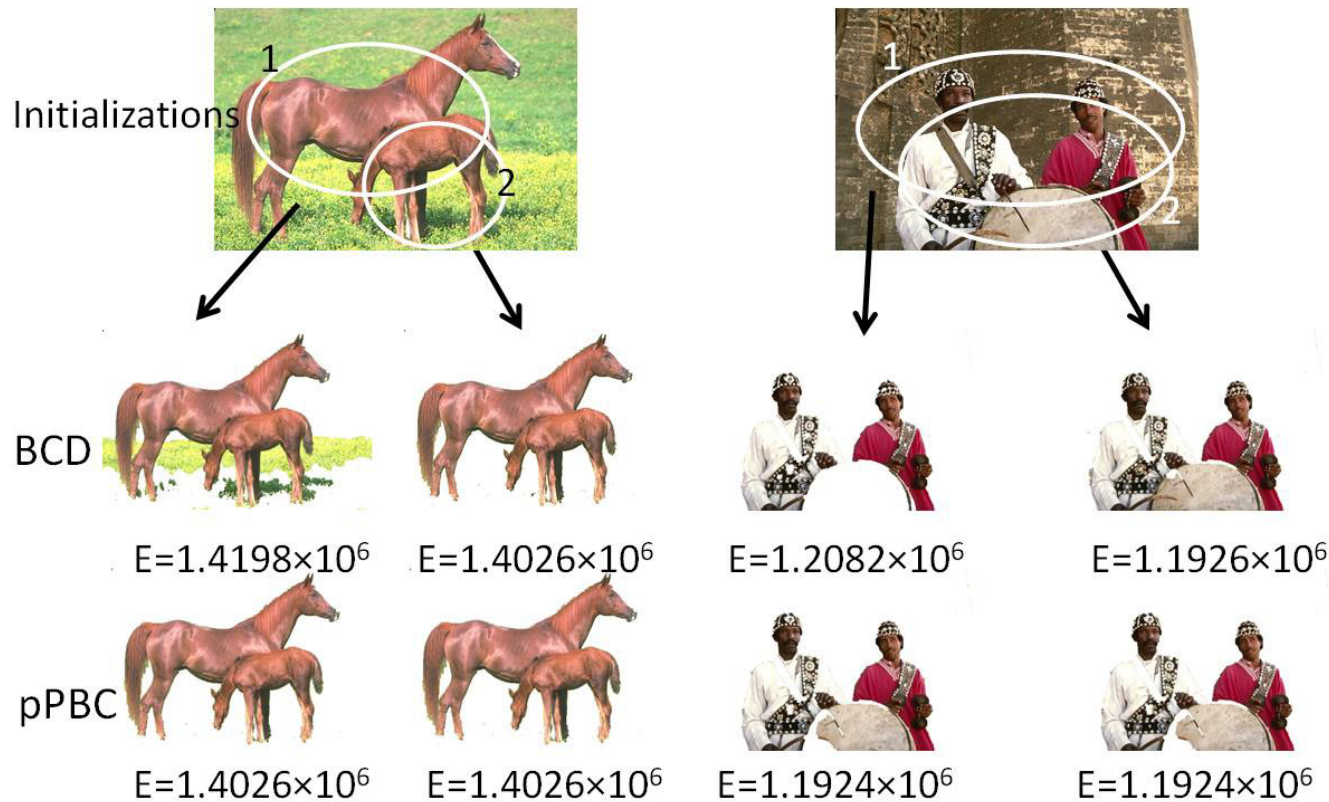 1
2
1
2
Initializations
BCD
E=1.4198×10⁶
E=1.4026×10⁶
E=1.2082×10⁶
E=1.1926×10⁶
pPBC
E=1.4026×10⁶
E=1.4026×10⁶
E=1.1924×10⁶
E=1.1924×10⁶